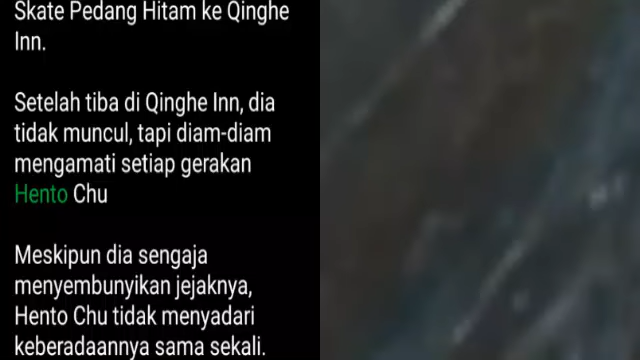 Skate Pedang Hitam ke Qinghe
Inn.
Setelah tiba di Qinghe Inn, dia
tidak muncul, tapi diam-diam
mengamati setiap gerakan
Hento Chu
Meskipun dia sengaja
menyembunyikan jejaknya,
Hento Chu tidak menyadari
keberadaannya sama sekali.